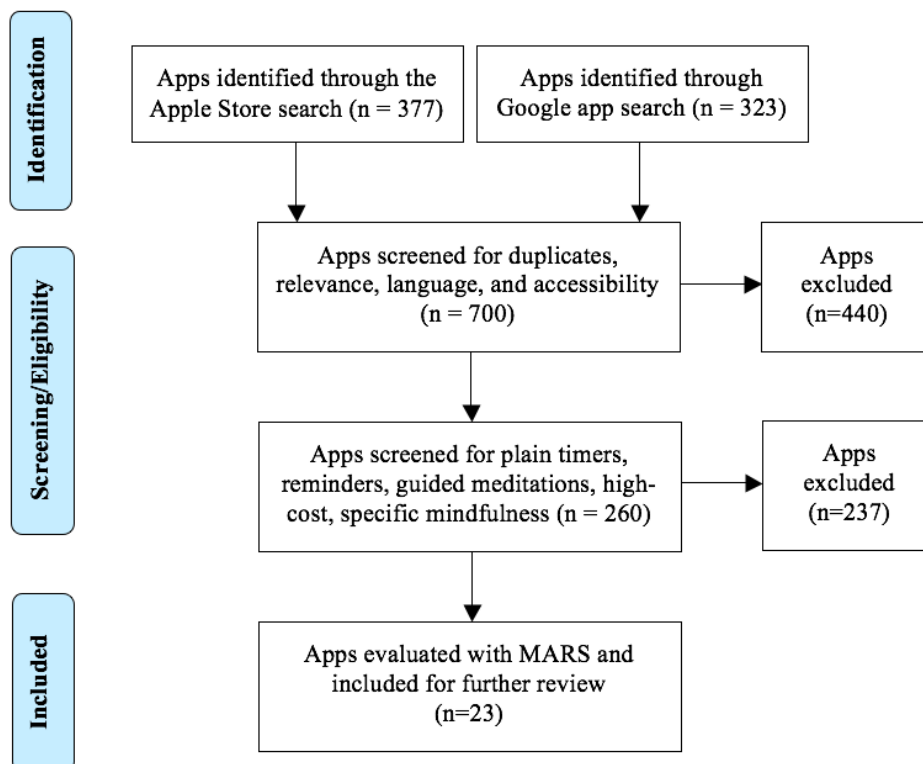 Identification
Apps identified through the
Apple Store search (n = 377)
Apps identified through
Google app search (n = 323)
Screening/Eligibility
Apps screened for duplicates,
relevance, language, and accessibility
(n = 700)
Apps
excluded
(n=440)
Apps screened for plain timers,
reminders, guided meditations, high-
cost, specific mindfulness (n = 260)
Apps
excluded
(n=237)
Included
Apps evaluated with MARS and
included for further review
(n=23)